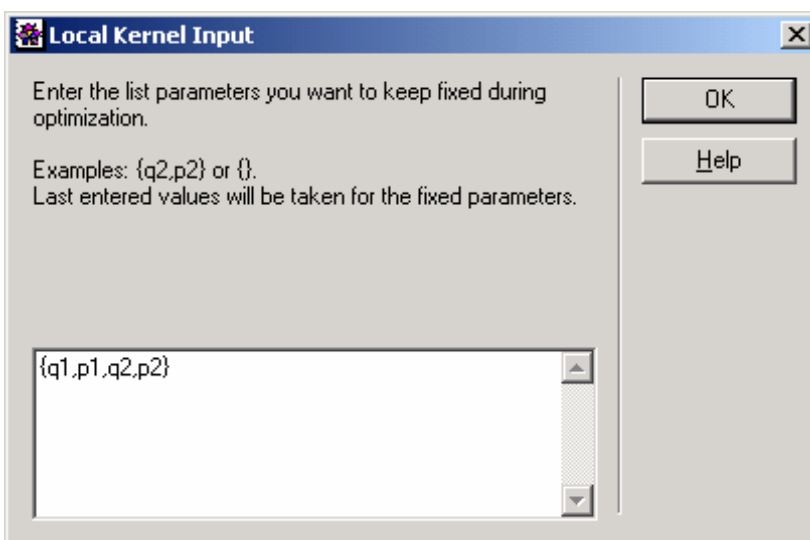 Local Kernel Input
Enter the list parameters you want to keep fixed during
optimization.
Examples: {q2,p2} or {}.
Last entered values will be taken for the fixed parameters.
OK
Help
{q1,p1,q2,p2}